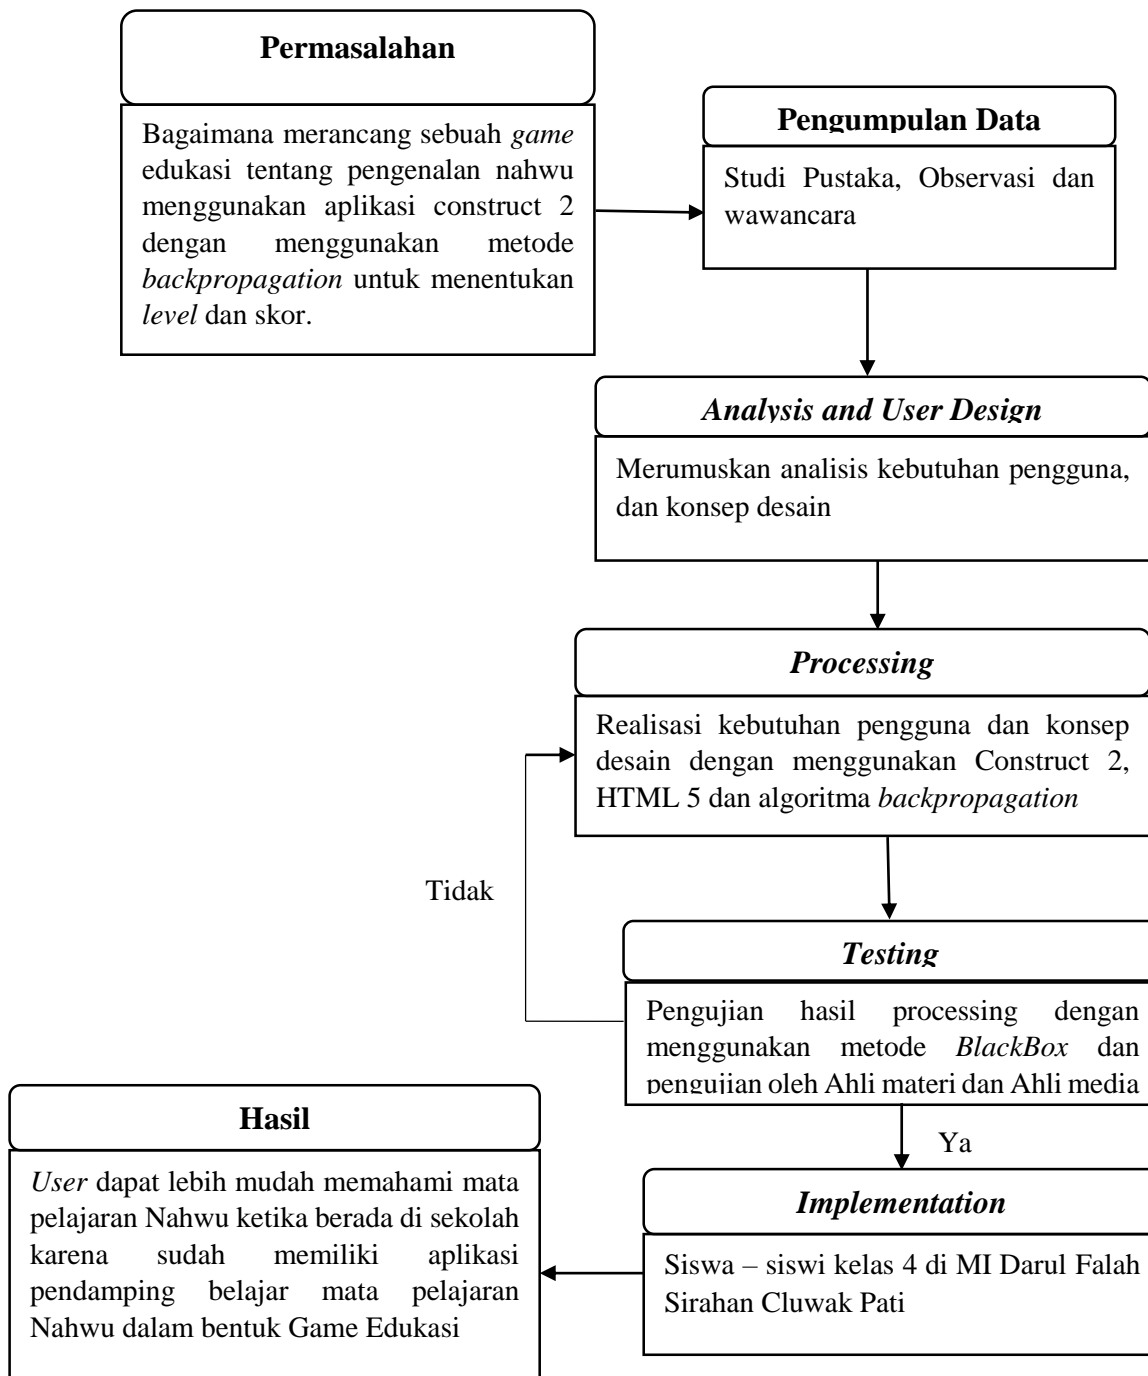 Permasalahan
Bagaimana merancang sebuah game
edukasi tentang pengenalan nahwu
menggunakan aplikasi construct 2
dengan menggunakan metode
backpropagation untuk menentukan
level dan skor.
Pengumpulan Data
Studi Pustaka, Observasi dan
wawancara
Analysis and User Design
Merumuskan analisis kebutuhan pengguna,
dan konsep desain
Processing
Realisasi kebutuhan pengguna dan konsep
desain dengan menggunakan Construct 2,
HTML 5 dan algoritma backpropagation
Tidak
Testing
Pengujian hasil processing dengan
menggunakan metode BlackBox dan
pengujian oleh Ahli materi dan Ahli media
Ya
Implementation
Siswa – siswi kelas 4 di MI Darul Falah
Sirahan Cluwak Pati
Hasil
User dapat lebih mudah memahami mata
pelajaran Nahwu ketika berada di sekolah
karena sudah memiliki aplikasi
pendamping belajar mata pelajaran
Nahwu dalam bentuk Game Edukasi